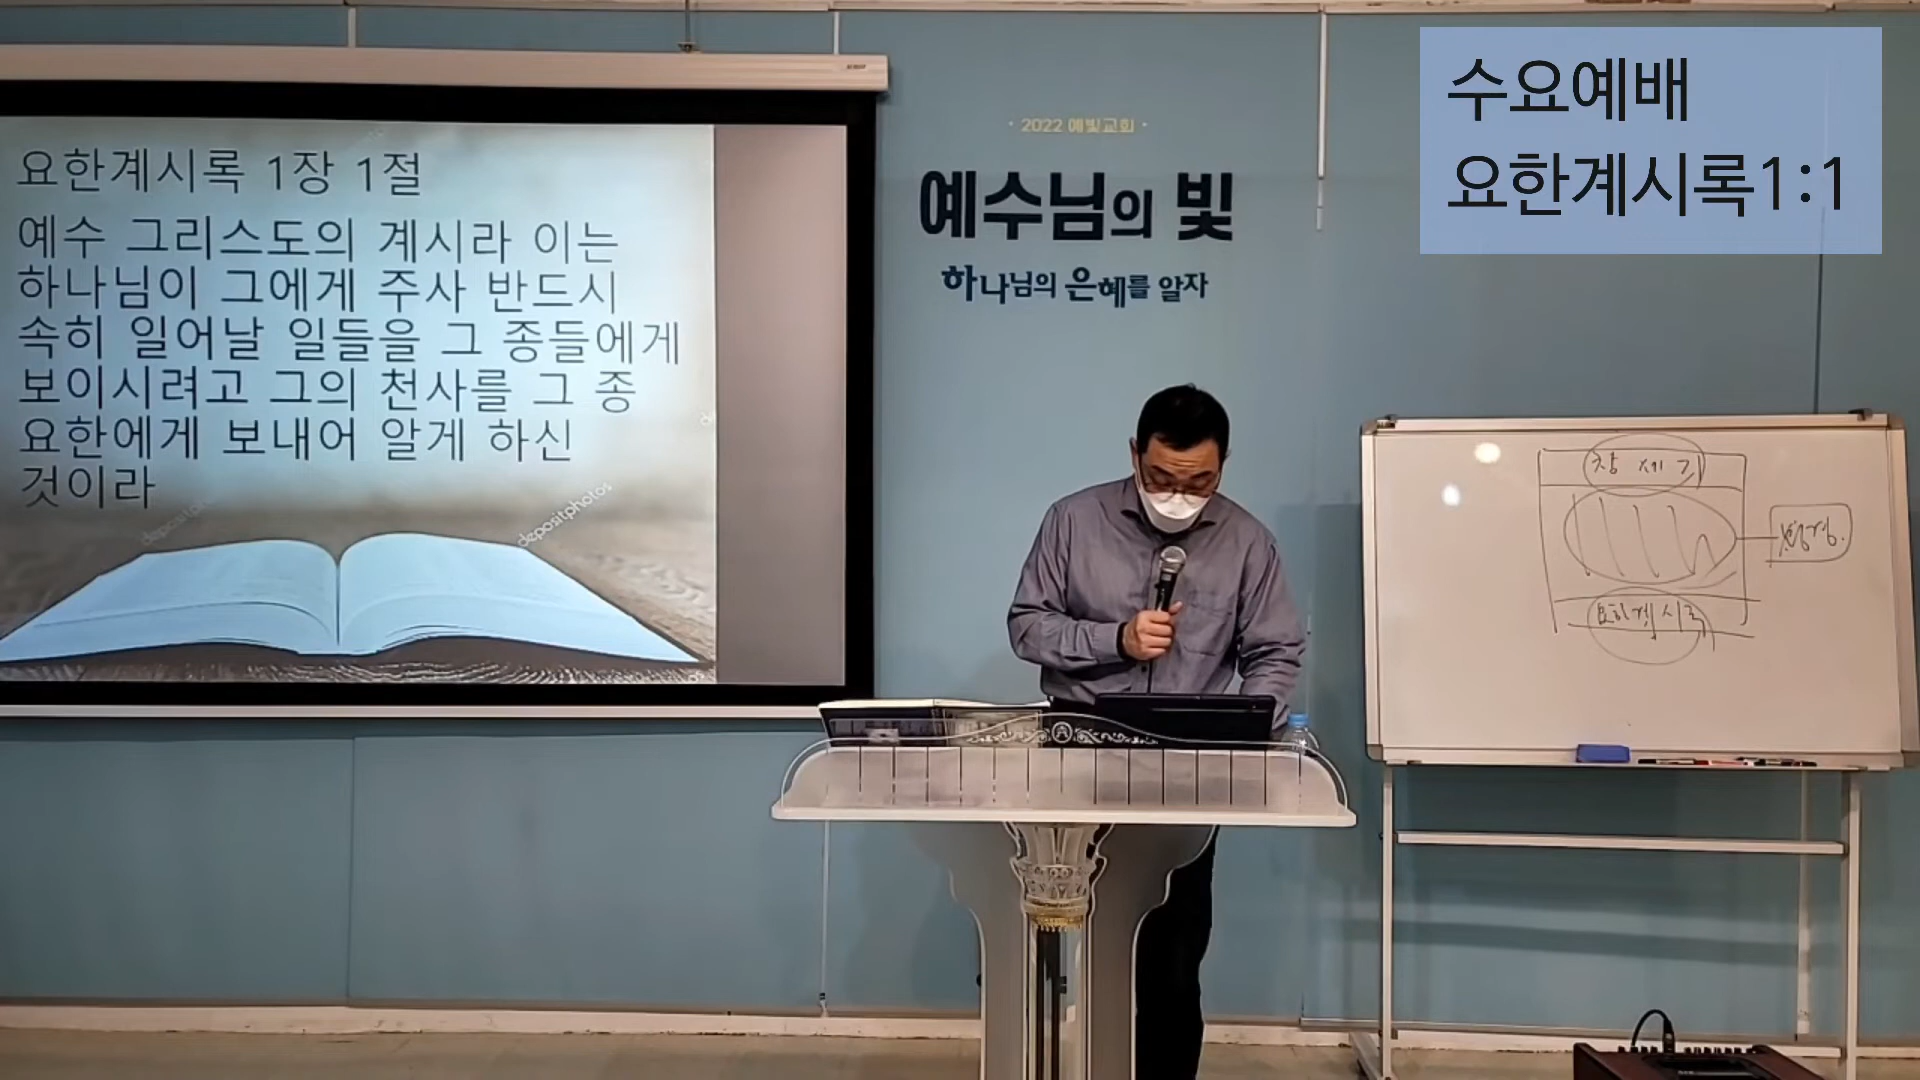 요한계시록 1장 1절
예수 그리스도의 계시라 이는
하나님이 그에게 주사 반드시
속히 일어날 일들을 그 종들에게
보이시려고 그의 천사를 그 종
요한에게 보내어 알게 하신
것이라
depositphotos
· 2022 예빛교회 ·
예수님의 빛
하나님의 은혜를 알자
수요예배
요한계시록1:1
창 세 기
요한계시록